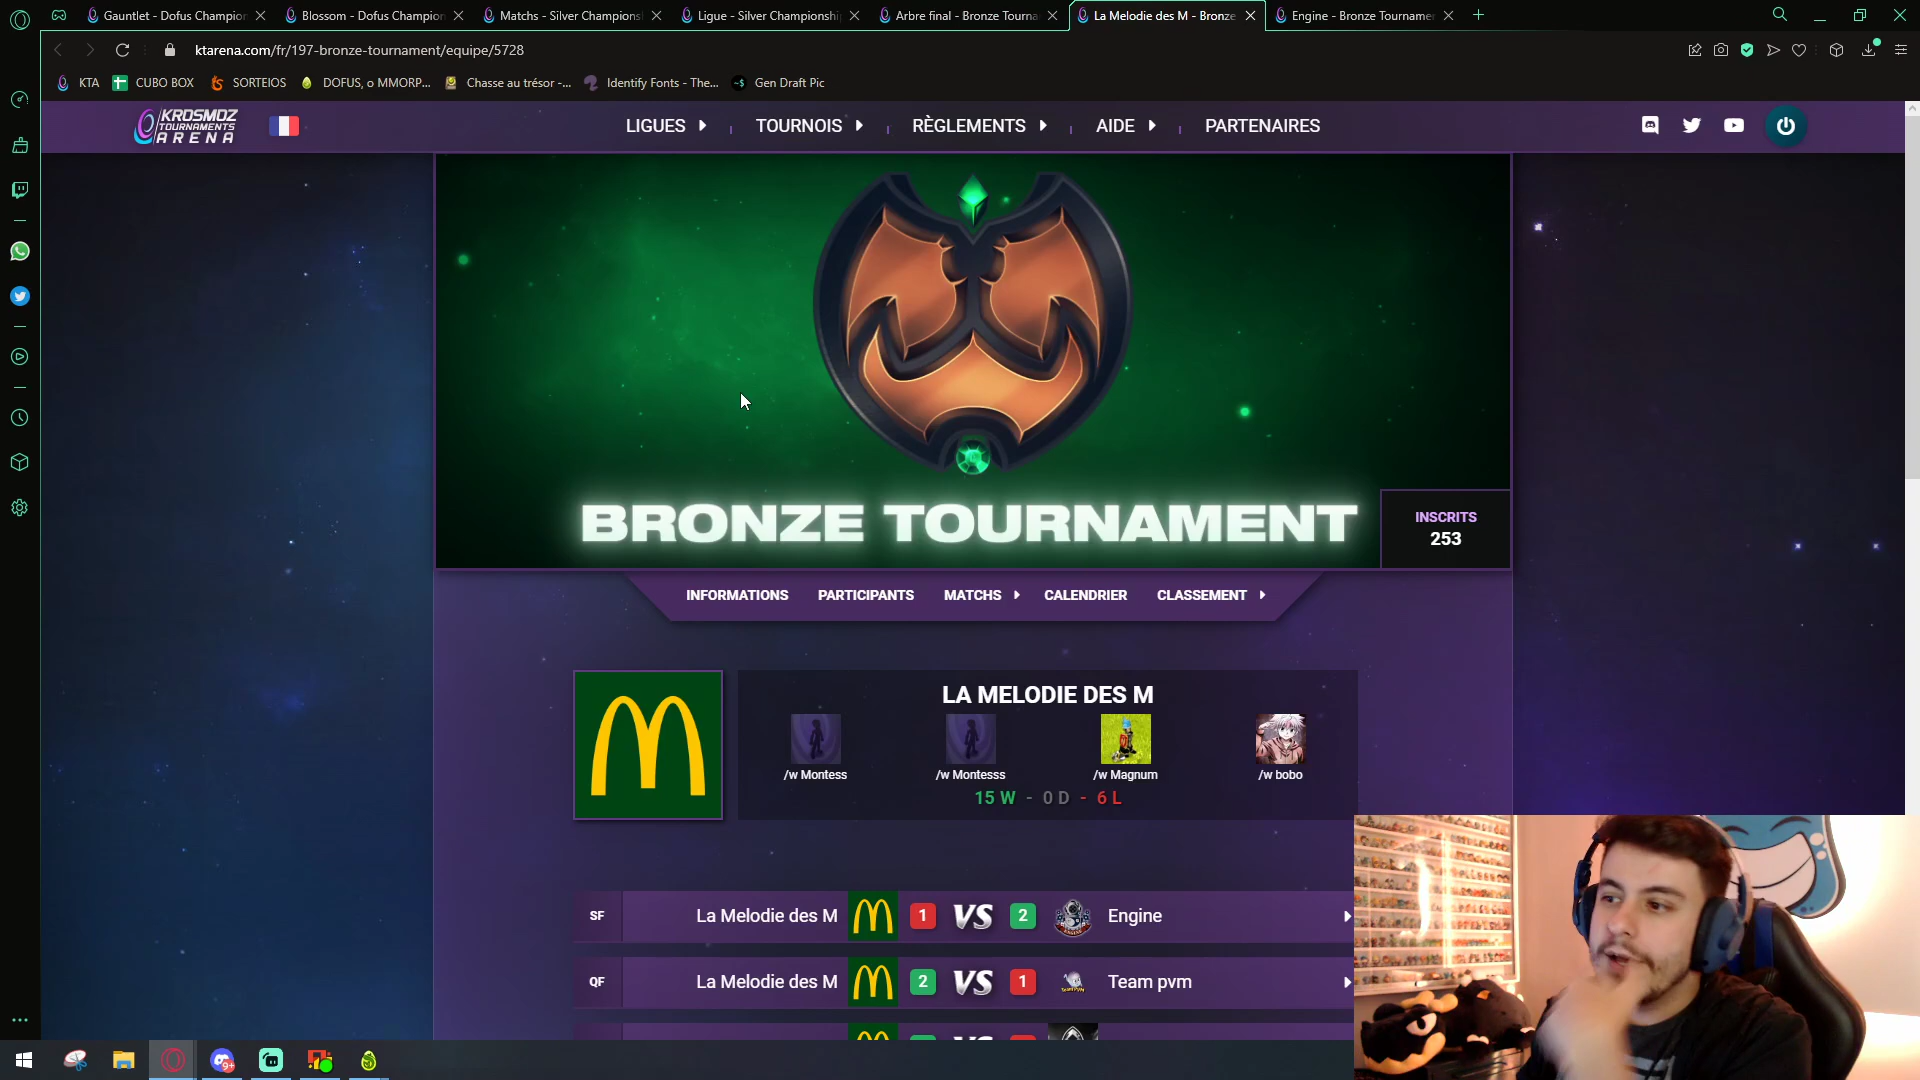 Gauntlet - Dofus Champion
Blossom - Dofus Champion
Matchs - Silver Championsh
Ligue - Silver Championship
Arbre final - Bronze Tourna
La Melodie des M - Bronze
Engine - Bronze Tournamen
ktarena.com/fr/197-bronze-tournament/equipe/5728
KTA
CUBO BOX
SORTEIOS
DOFUS, o MMORP...
Chasse au trésor -...
Identify Fonts - The...
Gen Draft Pic
KROSMOZ
TOURNAMENTS
ARENA
LIGUES
TOURNOIS
RÈGLEMENTS
AIDE
PARTENAIRES
BRONZE TOURNAMENT
INSCRITS
253
INFORMATIONS
PARTICIPANTS
MATCHS
CALENDRIER
CLASSEMENT
LA MELODIE DES M
/w Montess
/w Montesss
/w Magnum
/w bobo
15 W - 0 D - 6 L
SF
La Melodie des M
1
VS
2
Engine
QF
La Melodie des M
2
VS
1
Team pvm
9+